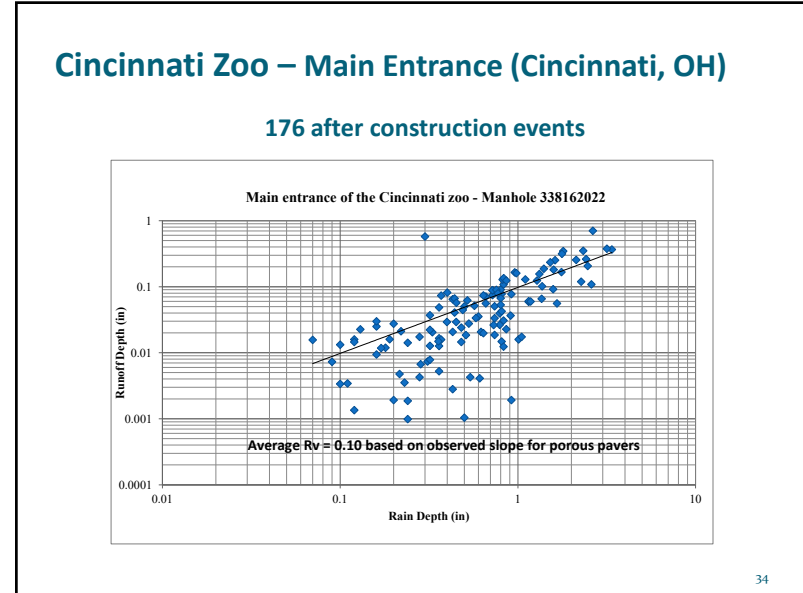 Cincinnati Zoo – Main Entrance (Cincinnati, OH)
176 after construction events
Main entrance of the Cincinnati zoo - Manhole 338162022
1
0.1
0.01
0.001
0.0001
Runoff Depth (in)
Average Rv = 0.10 based on observed slope for porous pavers
0.01
0.1
1
10
Rain Depth (in)
34